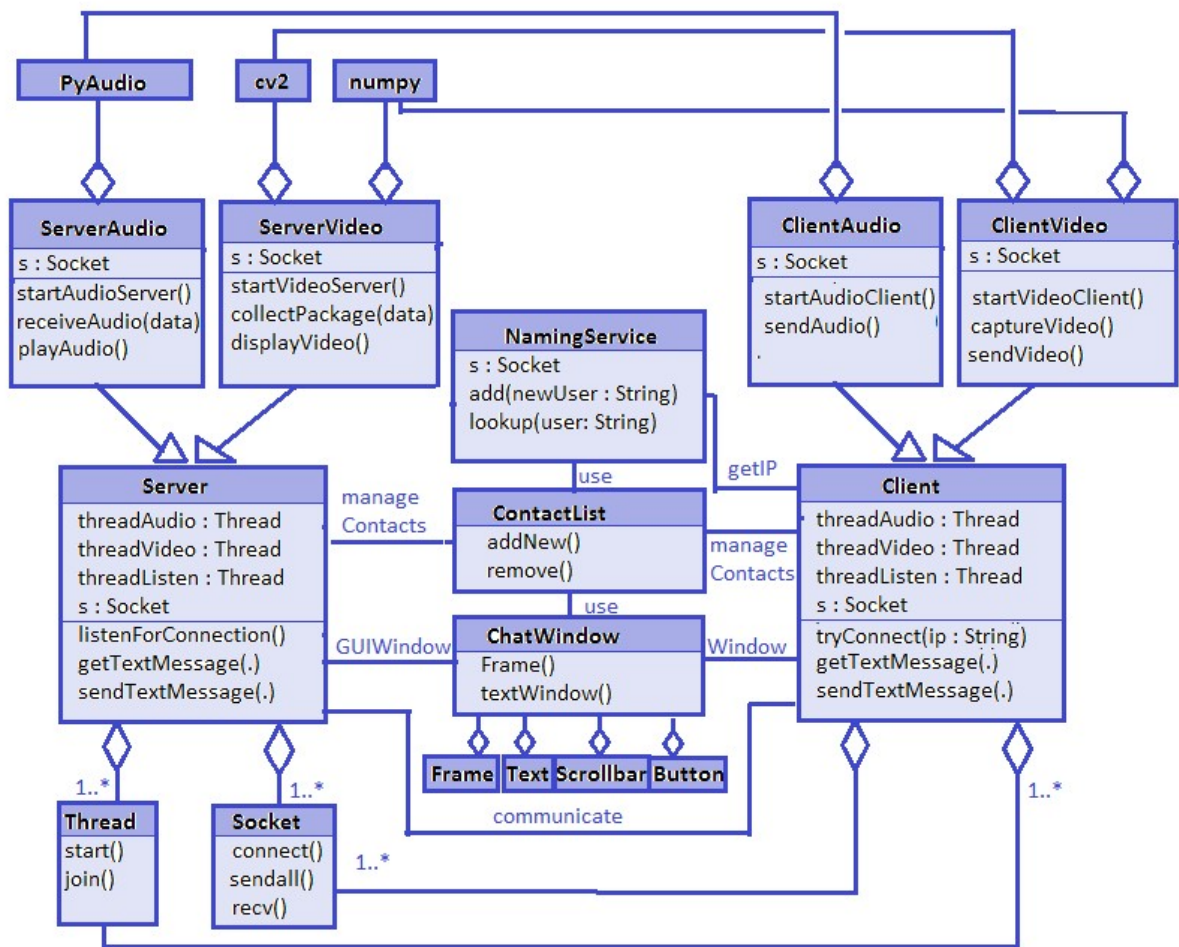 PyAudio
cv2
numpy
ServerAudio
s : Socket
startAudioServer()
receiveAudio(data)
playAudio()
ServerVideo
s : Socket
startVideoServer()
collectPackage(data)
displayVideo()
ClientAudio
s : Socket
startAudioClient()
sendAudio()
.
ClientVideo
s : Socket
startVideoClient()
captureVideo()
sendVideo()
NamingService
s : Socket
add(newUser : String)
lookup(user: String)
use
getIP
Server
threadAudio : Thread
threadVideo : Thread
threadListen : Thread
s : Socket
listenForConnection()
getTextMessage(.)
sendTextMessage(.)
manage
Contacts
ContactList
addNew()
remove()
manage
Contacts
use
Client
threadAudio : Thread
threadVideo : Thread
threadListen : Thread
s : Socket
tryConnect(ip : String)
getTextMessage(.)
sendTextMessage(.)
GUIWindow
ChatWindow
Frame()
textWindow()
Window
Frame
Text
Scrollbar
Button
1..*
1..*
1..*
communicate
Thread
start()
join()
Socket
connect()
sendall()
recv()
1..*